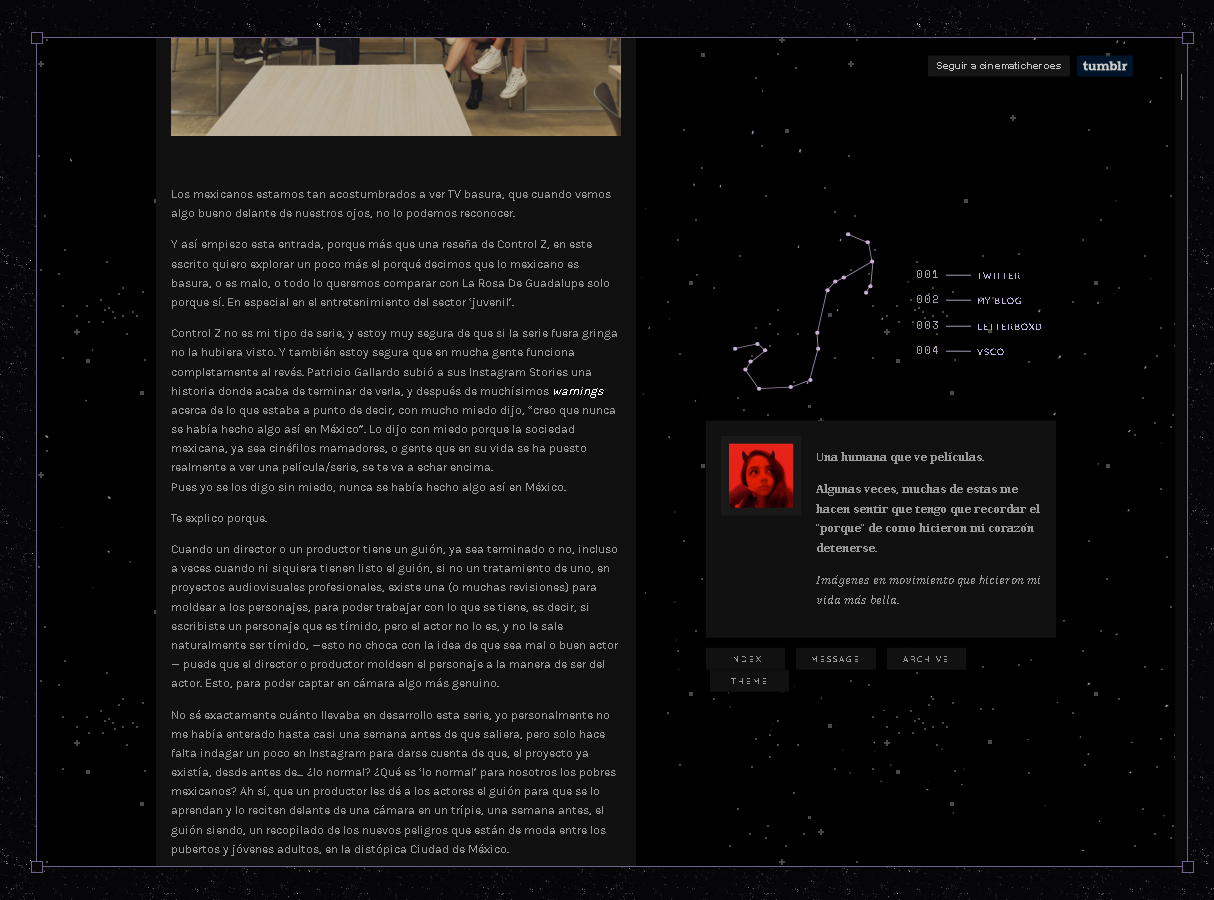 Los mexicanos estamos tan acostumbrados a ver TV basura, que cuando vemos
algo bueno delante de nuestros ojos, no lo podemos reconocer.
Y así empiezo esta entrada, porque más que una reseña de Control Z, en este
escrito quiero explorar un poco más el porqué decimos que lo mexicano es
basura, o es malo, o todo lo queremos comparar con La Rosa De Guadalupe solo
porque sí. En especial en el entretenimiento del sector ‘juvenil’.
Control Z no es mi tipo de serie, y estoy muy segura de que si la serie fuera gringa
no la hubiera visto. Y también estoy segura que en mucha gente funciona
completamente al revés. Patricio Gallardo subió a sus Instagram Stories una
historia donde acaba de terminar de verla, y después de muchísimos warnings
acerca de lo que estaba a punto de decir, con mucho miedo dijo, “creo que nunca
se había hecho algo así en México”. Lo dijo con miedo porque la sociedad
mexicana, ya sea cinéfilos mamadores, o gente que en su vida se ha puesto
realmente a ver una película/serie, se te va a echar encima.
Pues yo se los digo sin miedo, nunca se había hecho algo así en México.
Te explico porque.
Cuando un director o un productor tiene un guión, ya sea terminado o no, incluso
a veces cuando ni siquiera tienen listo el guión, si no un tratamiento de uno, en
proyectos audiovisuales profesionales, existe una (o muchas revisiones) para
moldear a los personajes, para poder trabajar con lo que se tiene, es decir, si
escribiste un personaje que es tímido, pero el actor no lo es, y no le sale
naturalmente ser tímido, —esto no choca con la idea de que sea mal o buen actor
— puede que el director o productor moldeen el personaje a la manera de ser del
actor. Esto, para poder captar en cámara algo más genuino.
No sé exactamente cuánto llevaba en desarrollo esta serie, yo personalmente no
me había enterado hasta casi una semana antes de que saliera, pero solo hace
falta indagar un poco en Instagram para darse cuenta de que, el proyecto ya
existía, desde antes de… ¿lo normal? ¿Qué es ‘lo normal’ para nosotros los pobres
mexicanos? Ah sí, que un productor les dé a los actores el guión para que se lo
aprendan y lo reciten delante de una cámara en un trípie, una semana antes, el
guión siendo, un recopilado de los nuevos peligros que están de moda entre los
pubertos y jóvenes adultos, en la distópica Ciudad de México.
Seguir a cinematicheroes tumblr
001 TWITTER
002 MY BLOG
003 LETTERBOXD
004 VSCO
Una humana que ve películas.
Algunas veces, muchas de estas me
hacen sentir que tengo que recordar el
"porque" de como hicieron mi corazón
detenerse.
Imágenes en movimiento que hicieron mi
vida más bella.
INDEX MESSAGE ARCHIVE
THEME